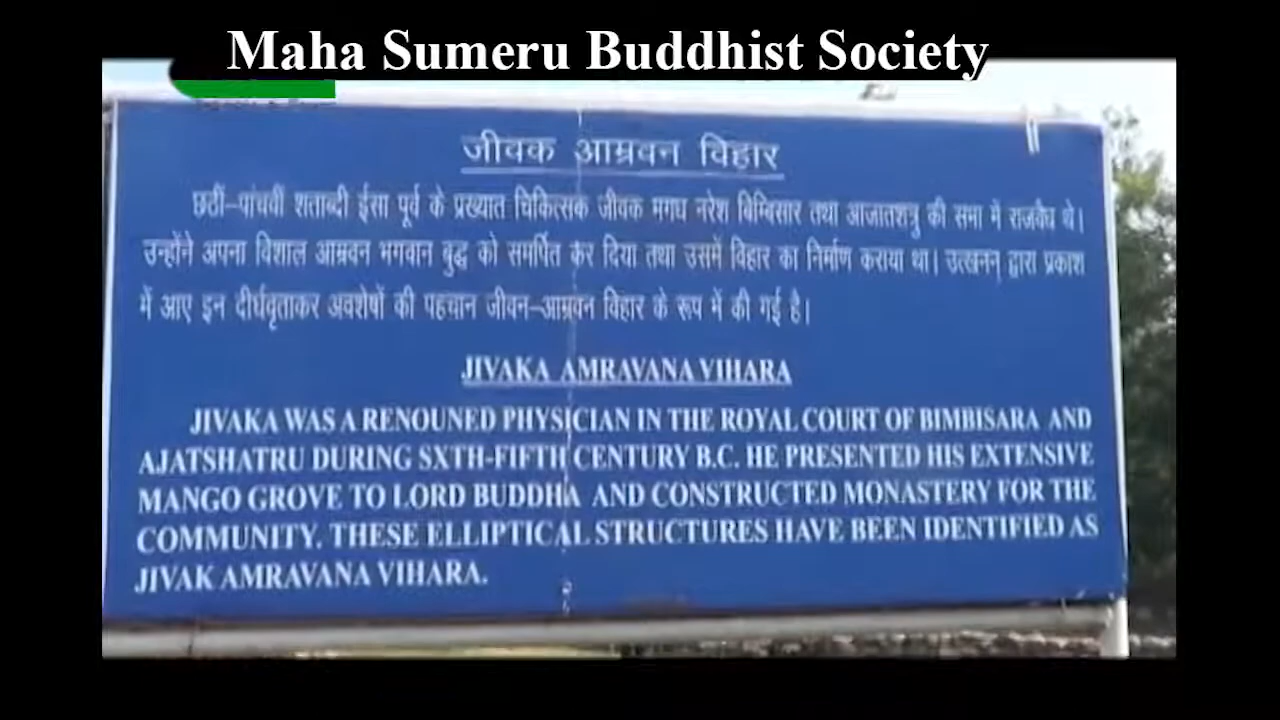 Maha Sumeru Buddhist Society
जीवक आम्रवन विहार
छठीं-पांचवीं शताब्दी ईसा पूर्व के प्रख्यात चिकित्सक जीवक मगध नरेश बिम्बिसार तथा आजातशत्रु की सभा में राजवैध थे।
उन्होंने अपना विशाल आम्रवन भगवान बुद्ध को समर्पित कर दिया तथा उसमें विहार का निर्माण कराया था। उत्खनन् द्वारा प्रकाश
में आए इन दीर्घवृताकर अवशेषों की पहचान जीवन-आम्रवन विहार के रूप में की गई है।
JIVAKA AMRAVANA VIHARA
JIVAKA WAS A RENOUNED PHYSICIAN IN THE ROYAL COURT OF BIMBISARA AND
AJATSHATRU DURING SXTH-FIFTH CENTURY B.C. HE PRESENTED HIS EXTENSIVE
MANGO GROVE TO LORD BUDDHA AND CONSTRUCTED MONASTERY FOR THE
COMMUNITY. THESE ELLIPTICAL STRUCTURES HAVE BEEN IDENTIFIED AS
JIVAK AMRAVANA VIHARA.